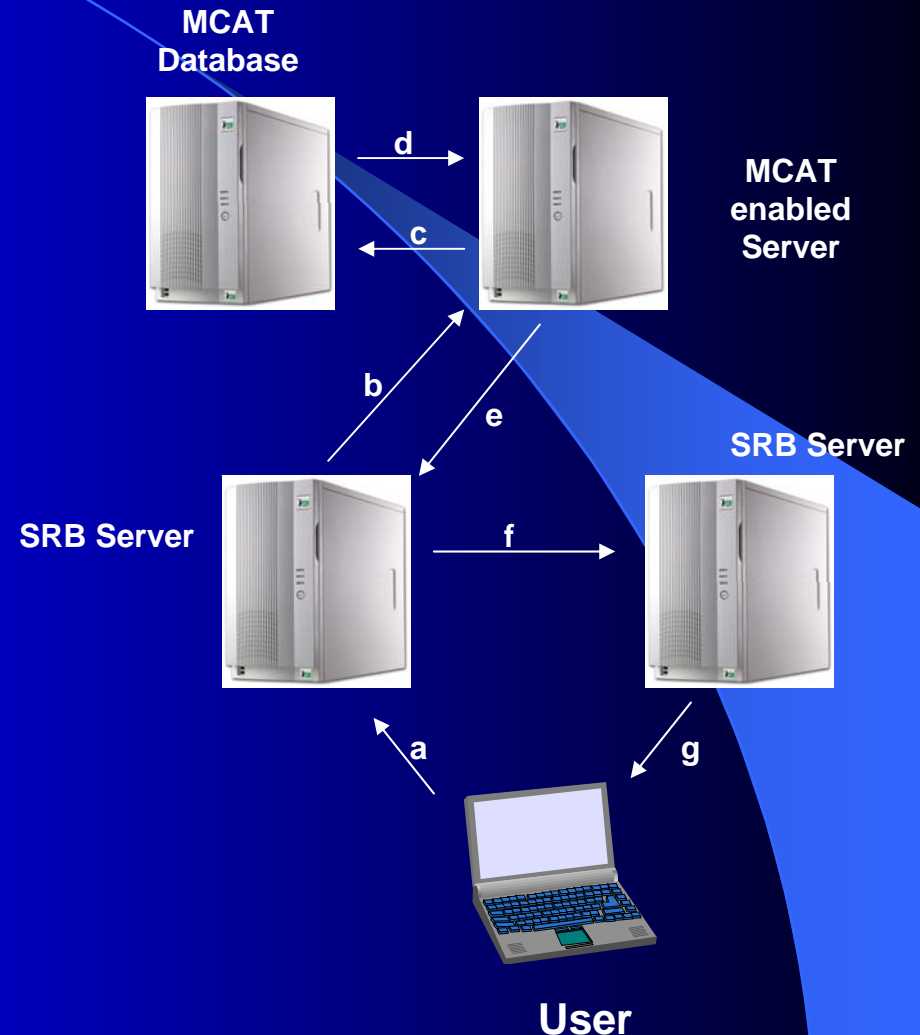 MCAT
Database
d
MCAT
enabled
Server
c
b
e
SRB Server
SRB Server
f
a
g
User